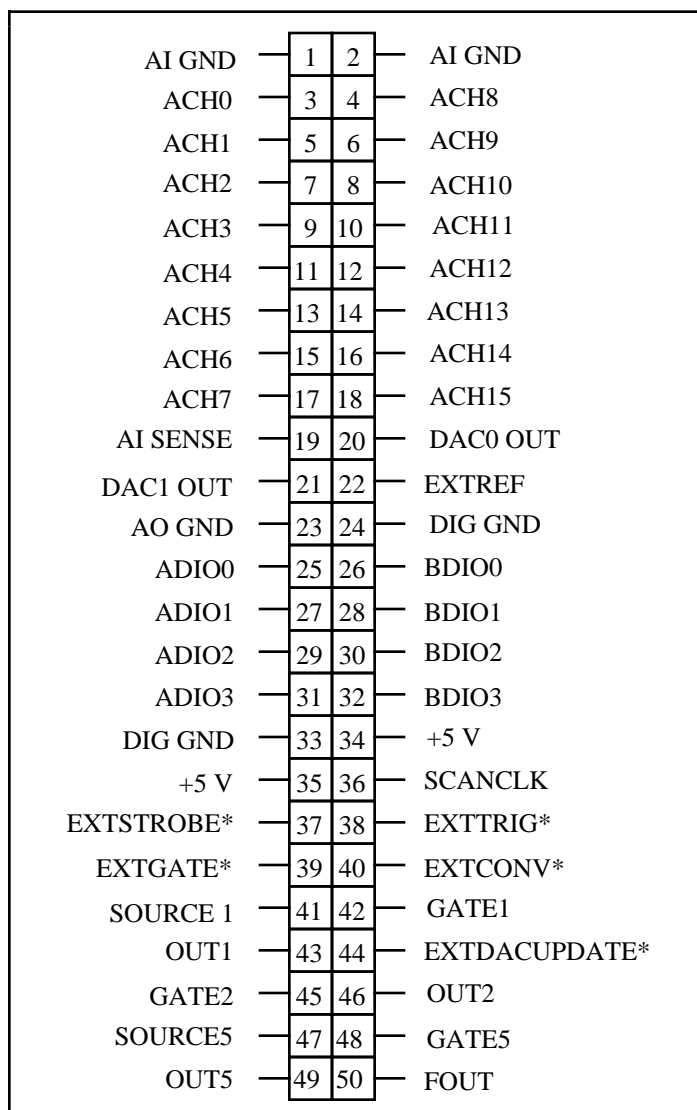 AI GND 1 2 AI GND
ACH0 3 4 ACH8
ACH1 5 6 ACH9
ACH2 7 8 ACH10
ACH3 9 10 ACH11
ACH4 11 12 ACH12
ACH5 13 14 ACH13
ACH6 15 16 ACH14
ACH7 17 18 ACH15
AI SENSE 19 20 DAC0 OUT
DAC1 OUT 21 22 EXTREF
AO GND 23 24 DIG GND
ADIO0 25 26 BDIO0
ADIO1 27 28 BDIO1
ADIO2 29 30 BDIO2
ADIO3 31 32 BDIO3
DIG GND 33 34 +5 V
+5 V 35 36 SCANCLK
EXTSTROBE* 37 38 EXTTRIG*
EXTGATE* 39 40 EXTCONV*
SOURCE 1 41 42 GATE1
OUT1 43 44 EXTDACUPDATE*
GATE2 45 46 OUT2
SOURCE5 47 48 GATE5
OUT5 49 50 FOUT